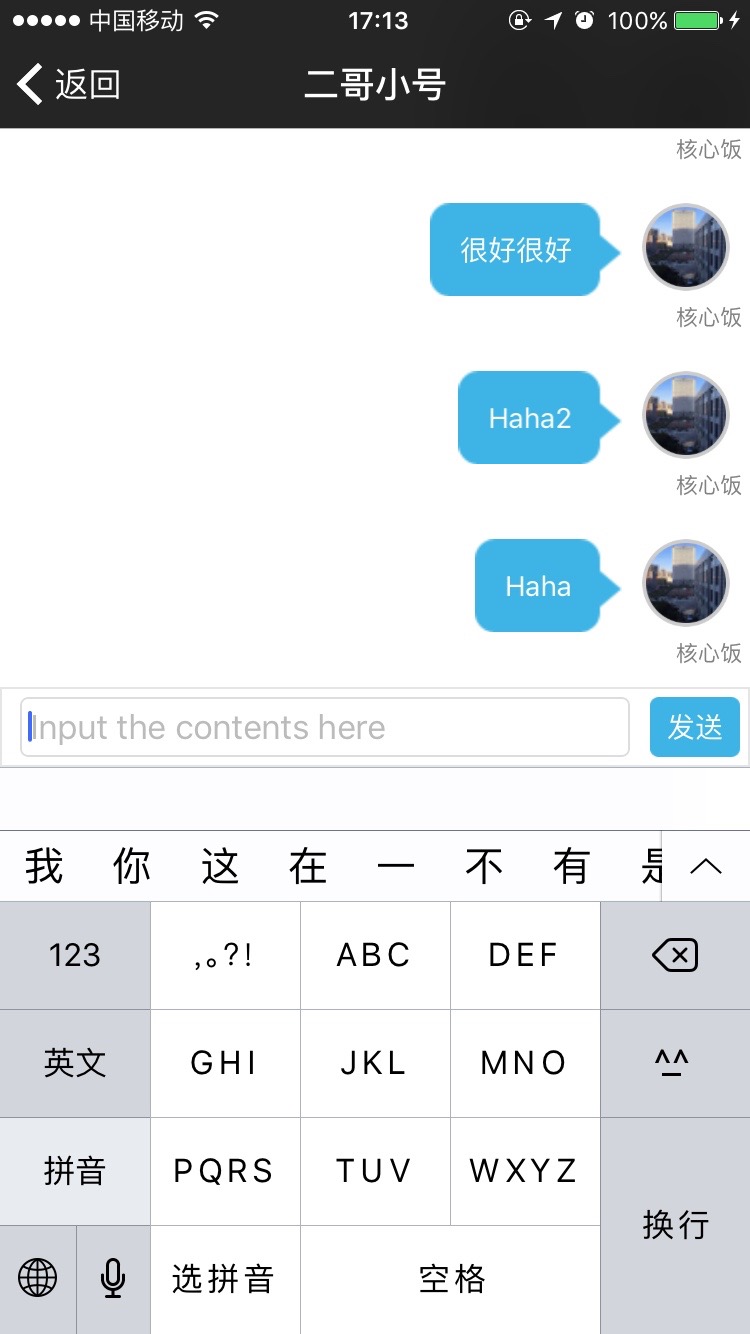 中国移动 17:13 100%
返回 二哥小号
核心饭
很好很好
核心饭
Haha2
核心饭
Haha
核心饭
Input the contents here 发送
我 你 这 在 一 不 有 是
123 ,。?! ABC DEF
英文 GHI JKL MNO ^^
拼音 PQRS TUV WXYZ
换行
选拼音 空格